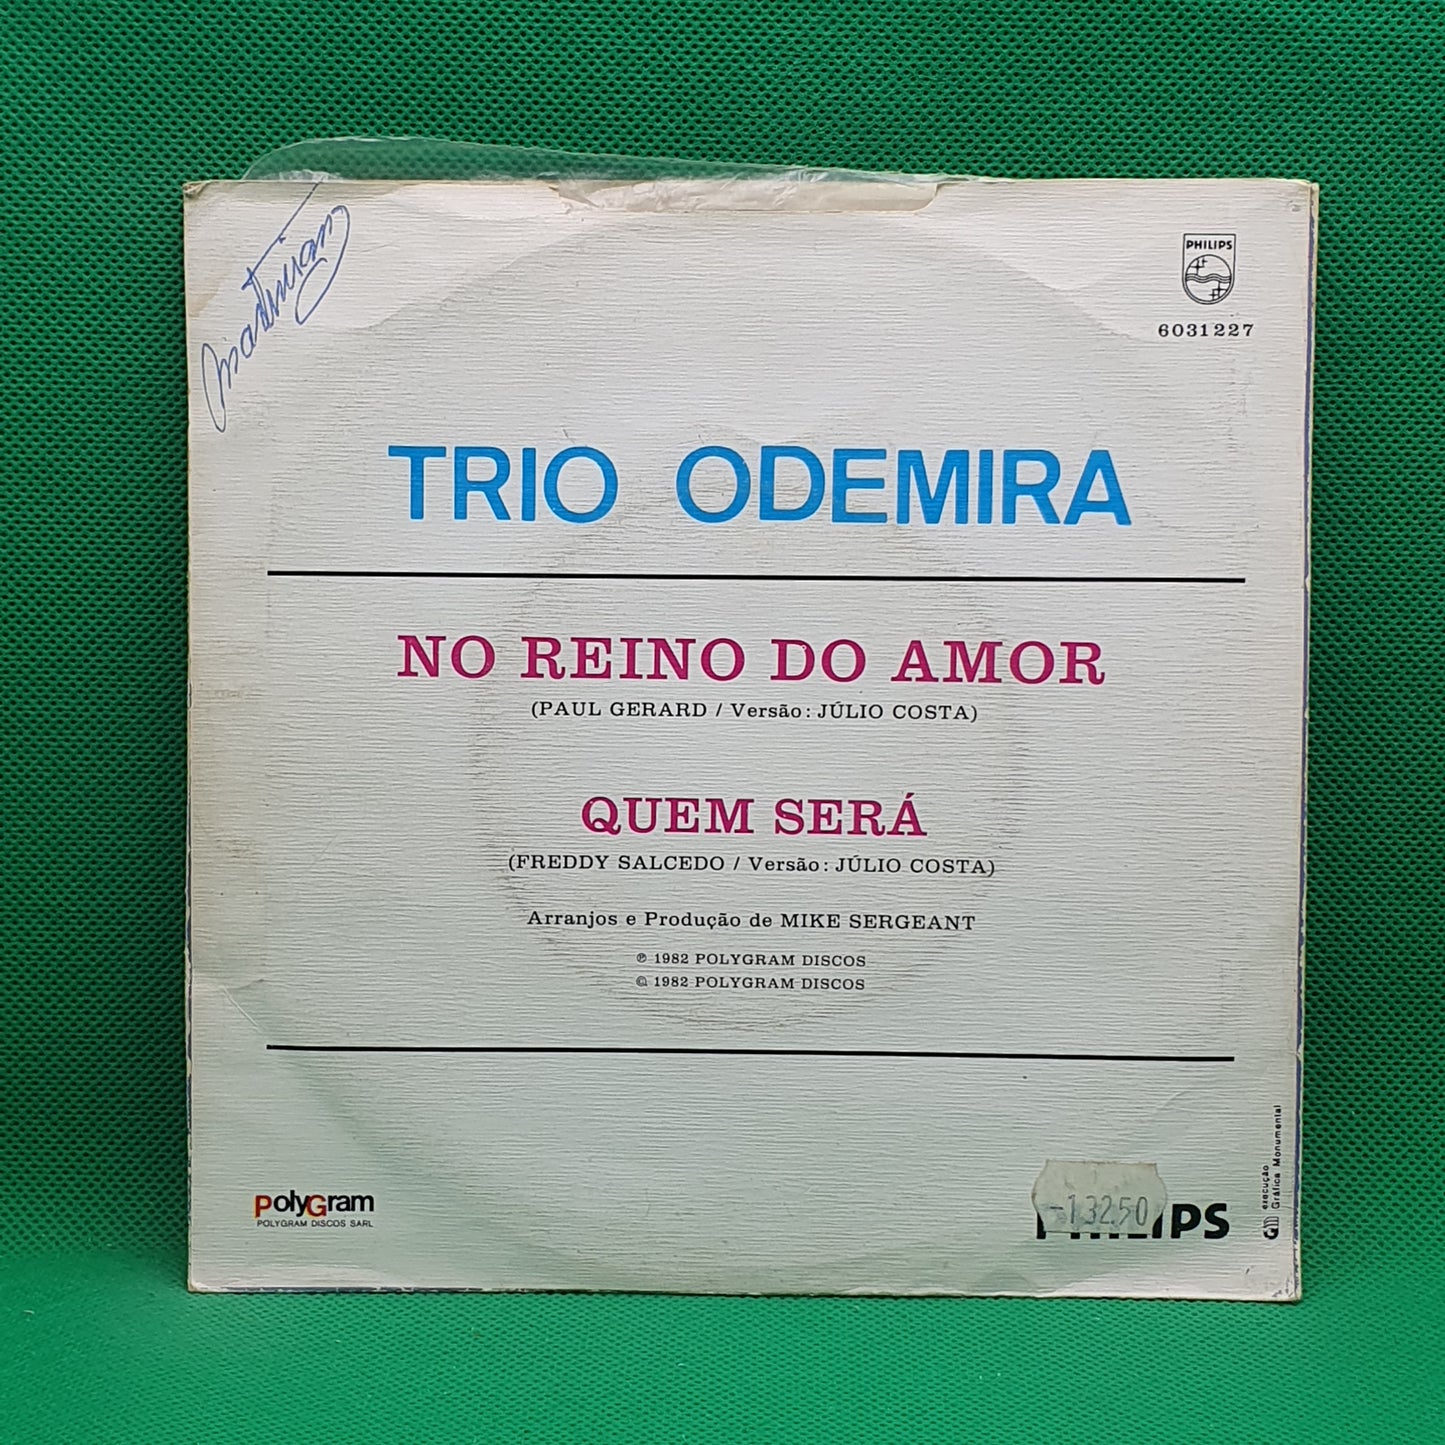 PHILIPS
6031227
TRIO ODEMIRA
NO REINO DO AMOR
(PAUL GERARD / Versão: JÚLIO COSTA)
QUEM SERÁ
(FREDDY SALCEDO / Versão: JÚLIO COSTA)
Arranjos e Produção de MIKE SERGEANT
℗ 1982 POLYGRAM DISCOS
© 1982 POLYGRAM DISCOS
PolyGram
POLYGRAM DISCOS SARL
-132.50
PHILIPS
execução
Gráfica Monumental